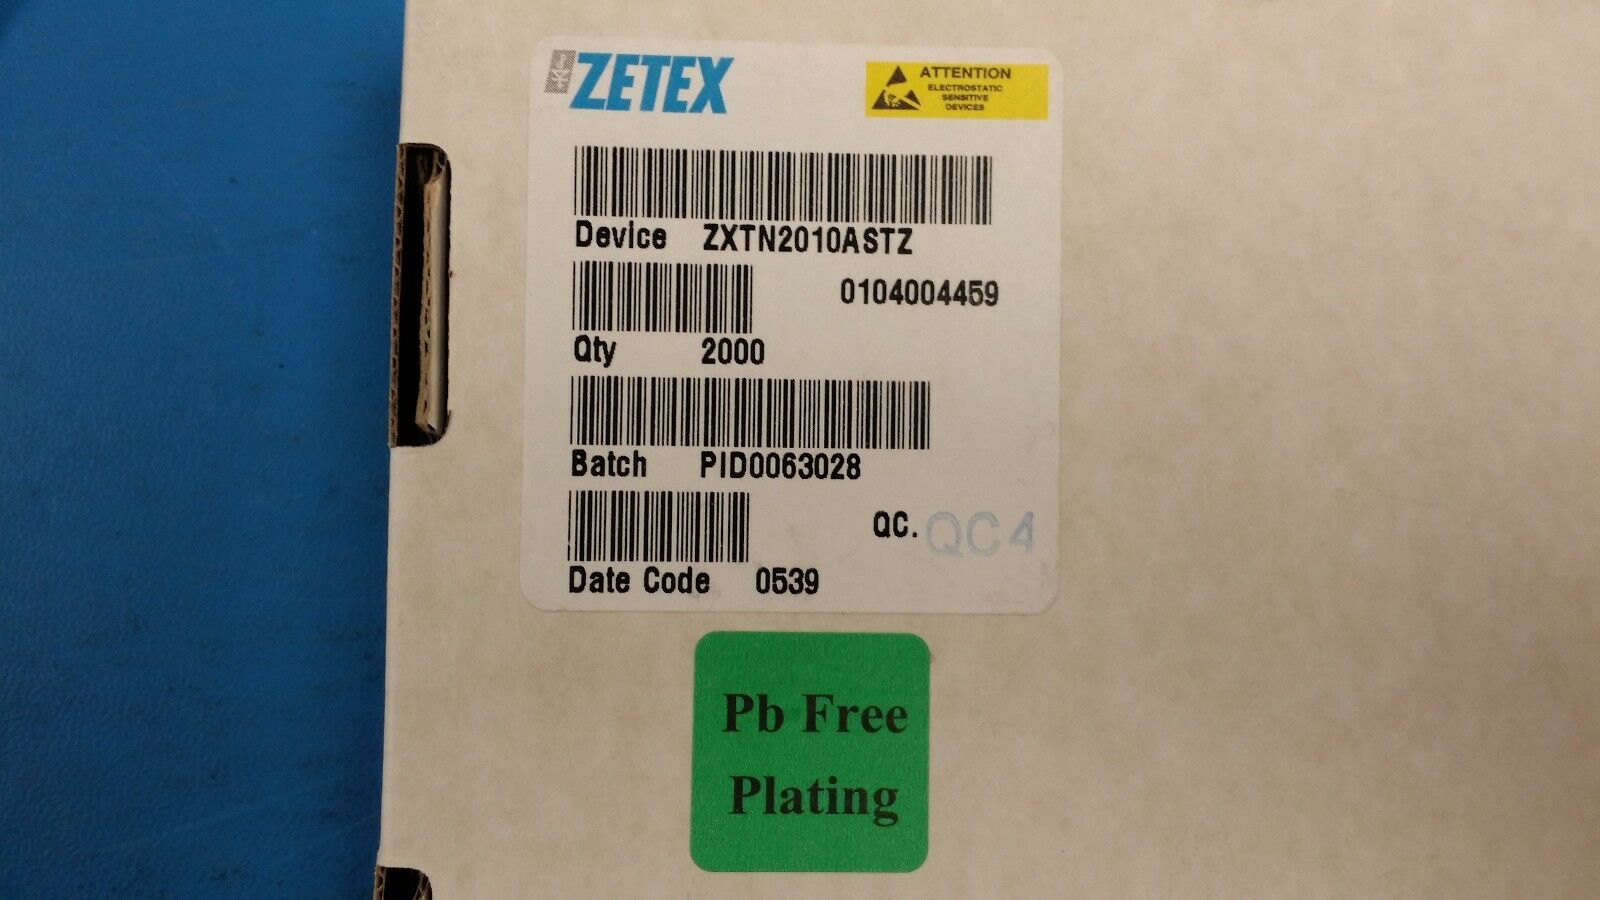 ZETEX
ATTENTION
ELECTROSTATIC
SENSITIVE
DEVICES
Device ZXTN2010ASTZ
0104004459
Qty 2000
Batch PID0063028
QC. QC4
Date Code 0539
Pb Free
Plating